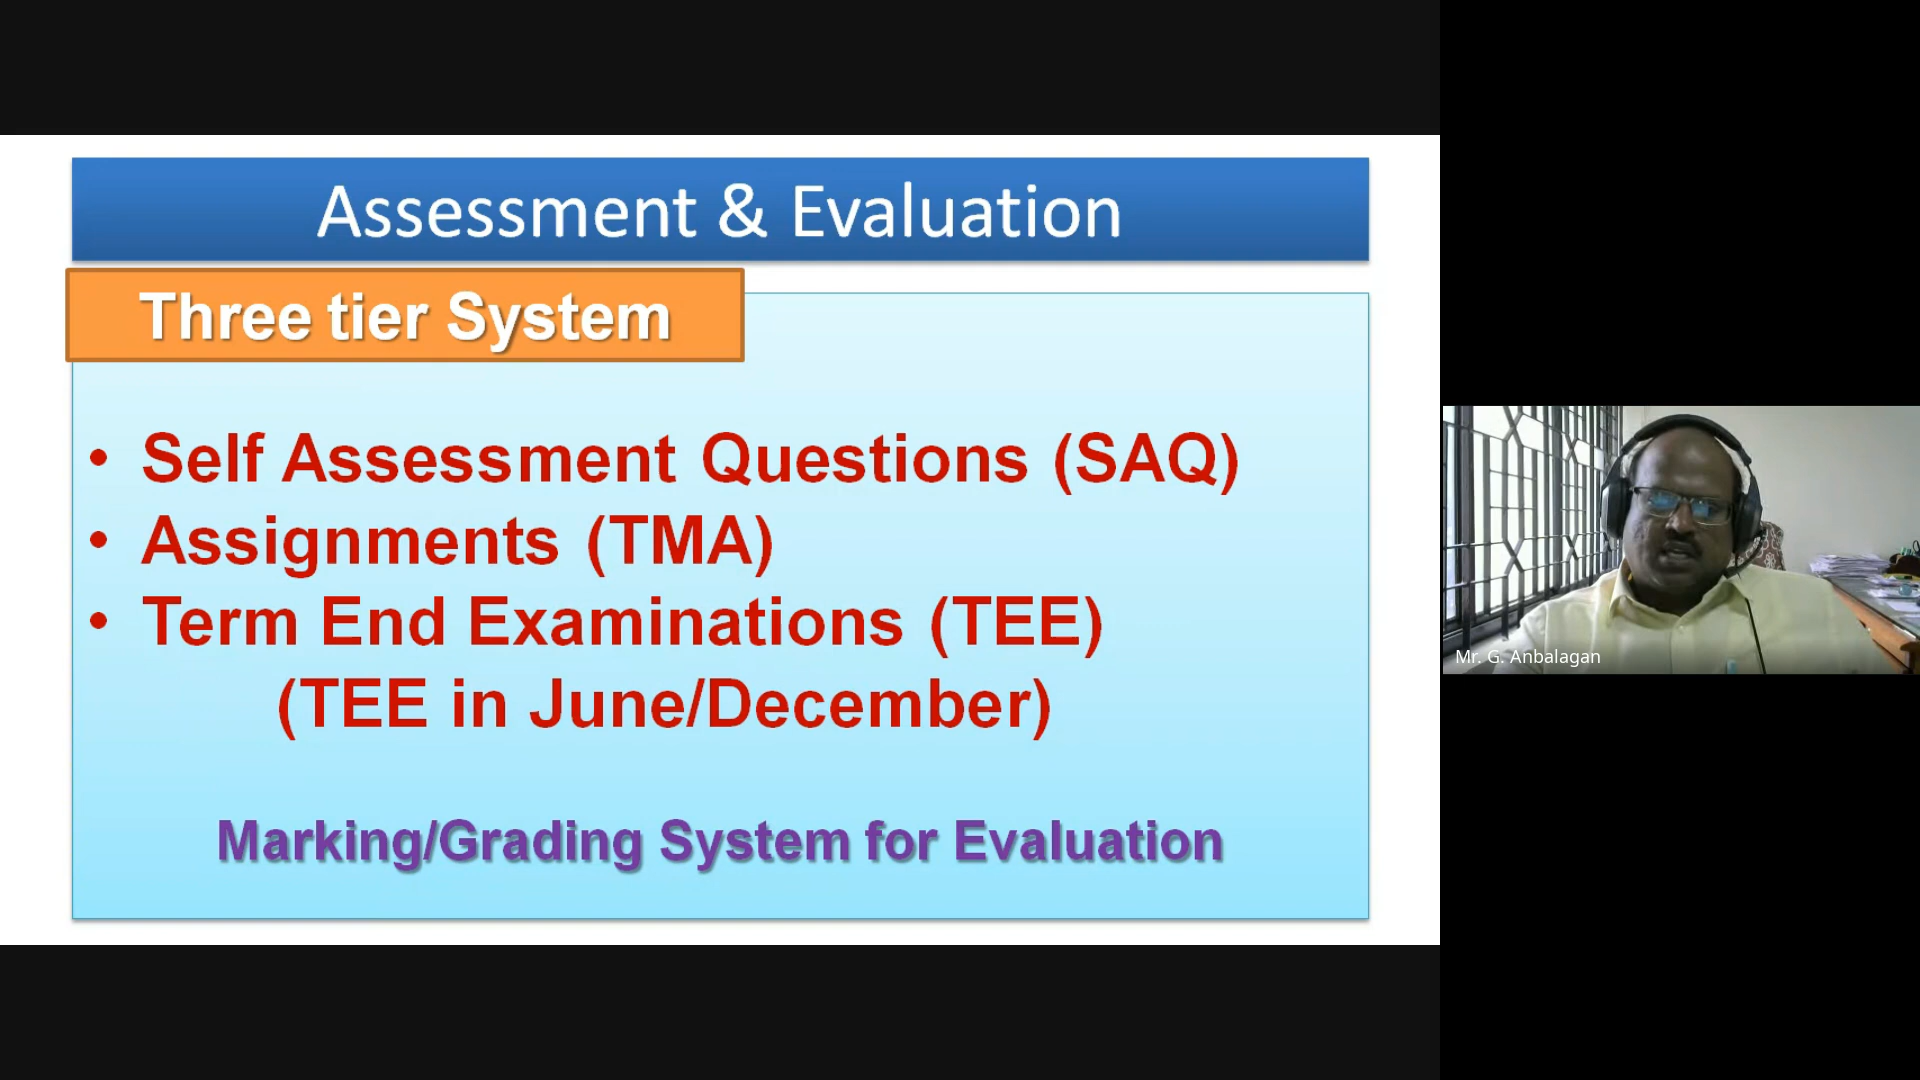 Assessment & Evaluation
Three tier System
• Self Assessment Questions (SAQ)
• Assignments (TMA)
• Term End Examinations (TEE)
(TEE in June/December)
Marking/Grading System for Evaluation
Mr. G. Anbalagan